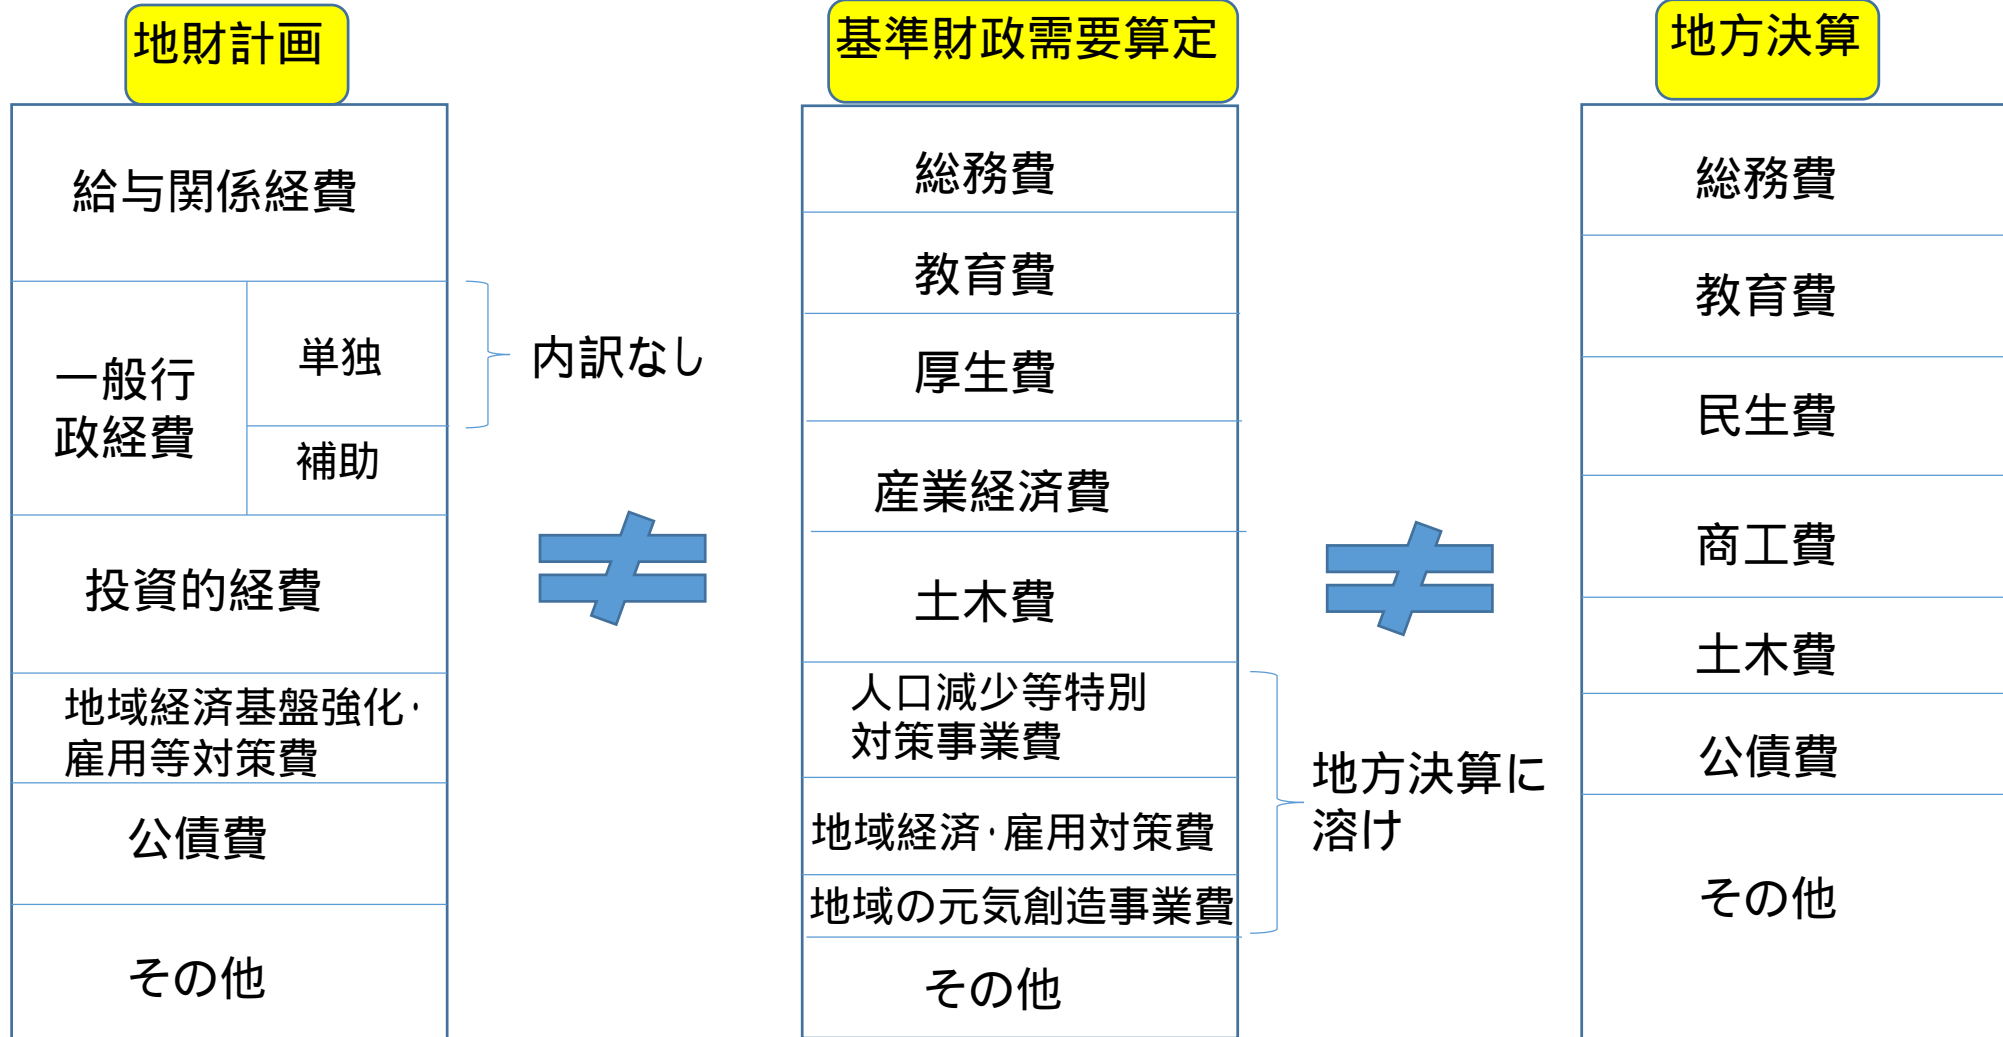 地財計画
給与関係経費
一般行
政経費
単独
補助
内訳なし
投資的経費
地域経済基盤強化・
雇用等対策費
公債費
その他
基準財政需要算定
総務費
教育費
厚生費
産業経済費
土木費
人口減少等特別
対策事業費
地域経済・雇用対策費
地域の元気創造事業費
その他
地方決算に
溶け
地方決算
総務費
教育費
民生費
商工費
土木費
公債費
その他